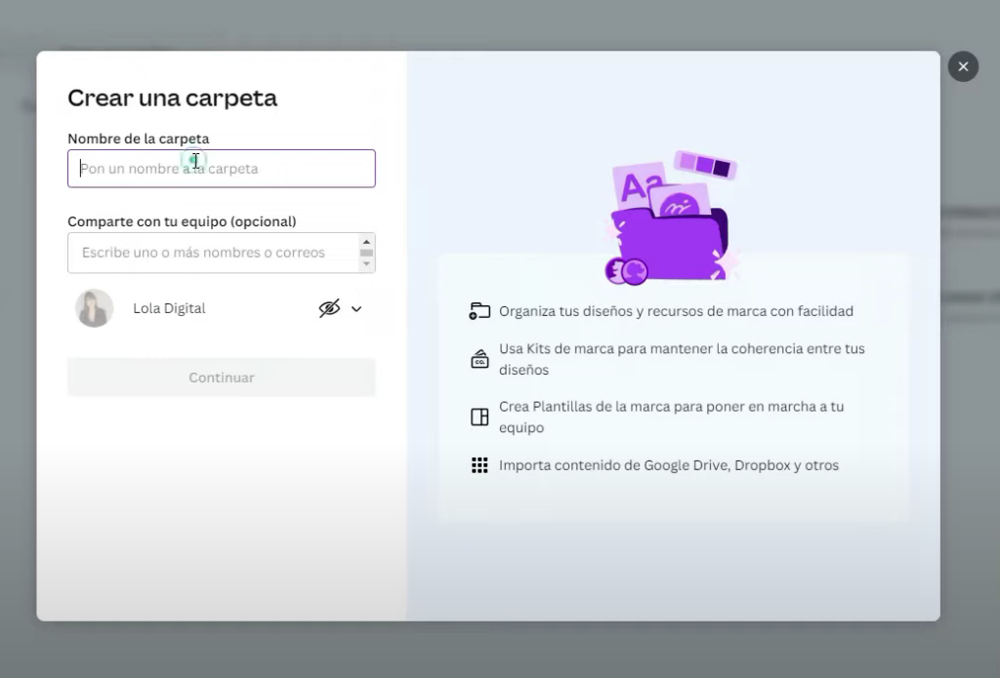 Crear una carpeta
Nombre de la carpeta
Pon un nombre a la carpeta
Comparte con tu equipo (opcional)
Escribe uno o más nombres o correos
Lola Digital
Continuar
Aa
Organiza tus diseños y recursos de marca con facilidad
CO.
Usa Kits de marca para mantener la coherencia entre tus
diseños
Crea Plantillas de la marca para poner en marcha a tu
equipo
Importa contenido de Google Drive, Dropbox y otros